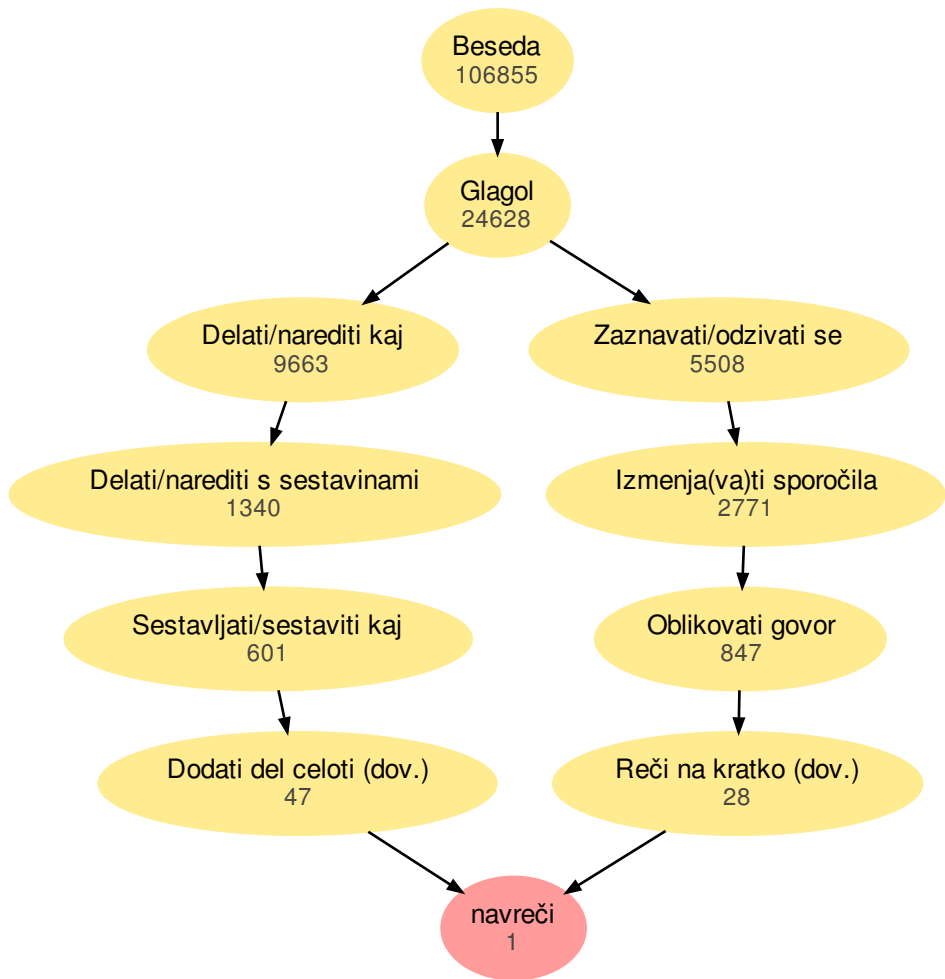 Beseda
106855
Glagol
24628
Delati/narediti kaj
9663
Zaznavati/odzivati se
5508
Delati/narediti s sestavinami
1340
Izmenja(va)ti sporočila
2771
Sestavljati/sestaviti kaj
601
Oblikovati govor
847
Dodati del celoti (dov.)
47
Reči na kratko (dov.)
28
navreči
1